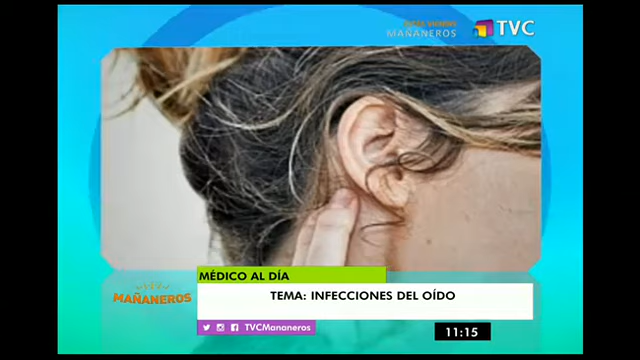 MAÑANEROS
TVC
MÉDICO AL DÍA
TEMA: INFECCIONES DEL OÍDO
MAÑANEROS
TVCMananeros
11:15